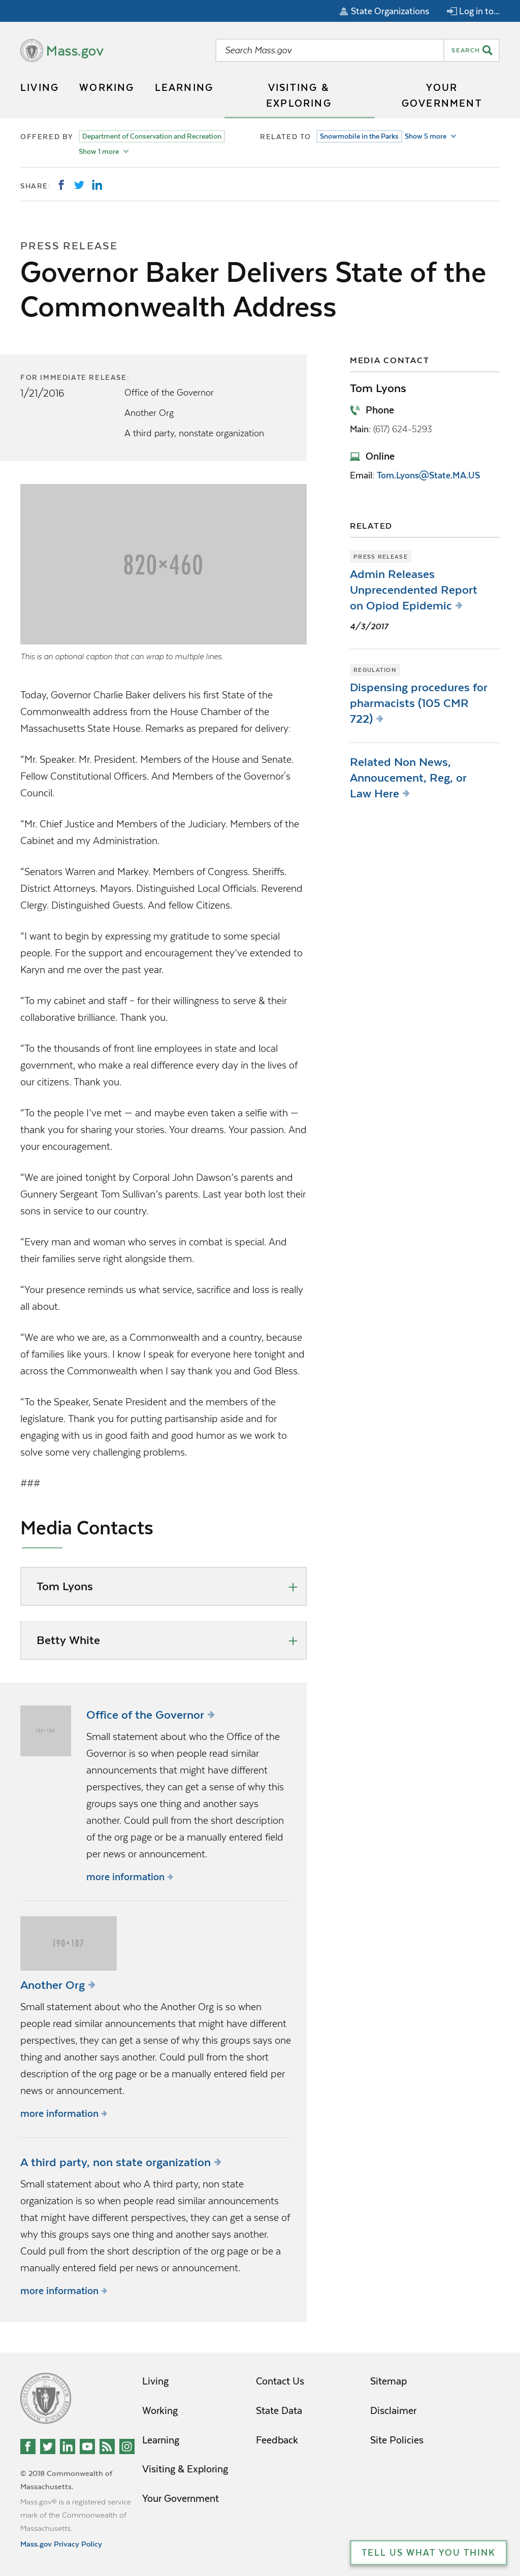 State Organizations
Log in to...
Mass.gov
Search Mass.gov
SEARCH
LIVING
WORKING
LEARNING
VISITING &
EXPLORING
YOUR
GOVERNMENT
OFFERED BY
Department of Conservation and Recreation
Show 1 more
RELATED TO
Snowmobile in the Parks
Show 5 more
SHARE:
PRESS RELEASE
Governor Baker Delivers State of the
Commonwealth Address
FOR IMMEDIATE RELEASE:
1/21/2016
Office of the Governor
Another Org
A third party, nonstate organization
820×460
This is an optional caption that can wrap to multiple lines.
Today, Governor Charlie Baker delivers his first State of the
Commonwealth address from the House Chamber of the
Massachusetts State House. Remarks as prepared for delivery:
“Mr. Speaker. Mr. President. Members of the House and Senate.
Fellow Constitutional Officers. And Members of the Governor's
Council.
“Mr. Chief Justice and Members of the Judiciary. Members of the
Cabinet and my Administration.
“Senators Warren and Markey. Members of Congress. Sheriffs.
District Attorneys. Mayors. Distinguished Local Officials. Reverend
Clergy. Distinguished Guests. And fellow Citizens.
“I want to begin by expressing my gratitude to some special
people. For the support and encouragement they've extended to
Karyn and me over the past year.
“To my cabinet and staff – for their willingness to serve & their
collaborative brilliance. Thank you.
“To the thousands of front line employees in state and local
government, who make a real difference every day in the lives of
our citizens. Thank you.
“To the people I've met — and maybe even taken a selfie with —
thank you for sharing your stories. Your dreams. Your passion. And
your encouragement.
“We are joined tonight by Corporal John Dawson's parents and
Gunnery Sergeant Tom Sullivan's parents. Last year both lost their
sons in service to our country.
“Every man and woman who serves in combat is special. And
their families serve right alongside them.
“Your presence reminds us what service, sacrifice and loss is really
all about.
“We are who we are, as a Commonwealth and a country, because
of families like yours. I know I speak for everyone here tonight and
across the Commonwealth when I say thank you and God Bless.
“To the Speaker, Senate President and the members of the
legislature. Thank you for putting partisanship aside and for
engaging with us in good faith and good humor as we work to
solve some very challenging problems.
###
MEDIA CONTACT
Tom Lyons
Phone
Main: (617) 624-5293
Online
Email: Tom.Lyons@State.MA.US
RELATED
PRESS RELEASE
Admin Releases
Unprecendented Report
on Opiod Epidemic
4/3/2017
REGULATION
Dispensing procedures for
pharmacists (105 CMR
722)
Related Non News,
Annoucement, Reg, or
Law Here
Media Contacts
Tom Lyons
Betty White
Office of the Governor
Small statement about who the Office of the
Governor is so when people read similar
announcements that might have different
perspectives, they can get a sense of why this
groups says one thing and another says
another. Could pull from the short description
of the org page or be a manually entered field
per news or announcement.
more information
190×107
Another Org
Small statement about who the Another Org is so when
people read similar announcements that might have different
perspectives, they can get a sense of why this groups says one
thing and another says another. Could pull from the short
description of the org page or be a manually entered field per
news or announcement.
more information
A third party, non state organization
Small statement about who A third party, non state
organization is so when people read similar announcements
that might have different perspectives, they can get a sense of
why this groups says one thing and another says another.
Could pull from the short description of the org page or be a
manually entered field per news or announcement.
more information
© 2018 Commonwealth of
Massachusetts.
Mass.gov® is a registered service
mark of the Commonwealth of
Massachusetts.
Mass.gov Privacy Policy
Living
Working
Learning
Visiting & Exploring
Your Government
Contact Us
State Data
Feedback
Sitemap
Disclaimer
Site Policies
TELL US WHAT YOU THINK